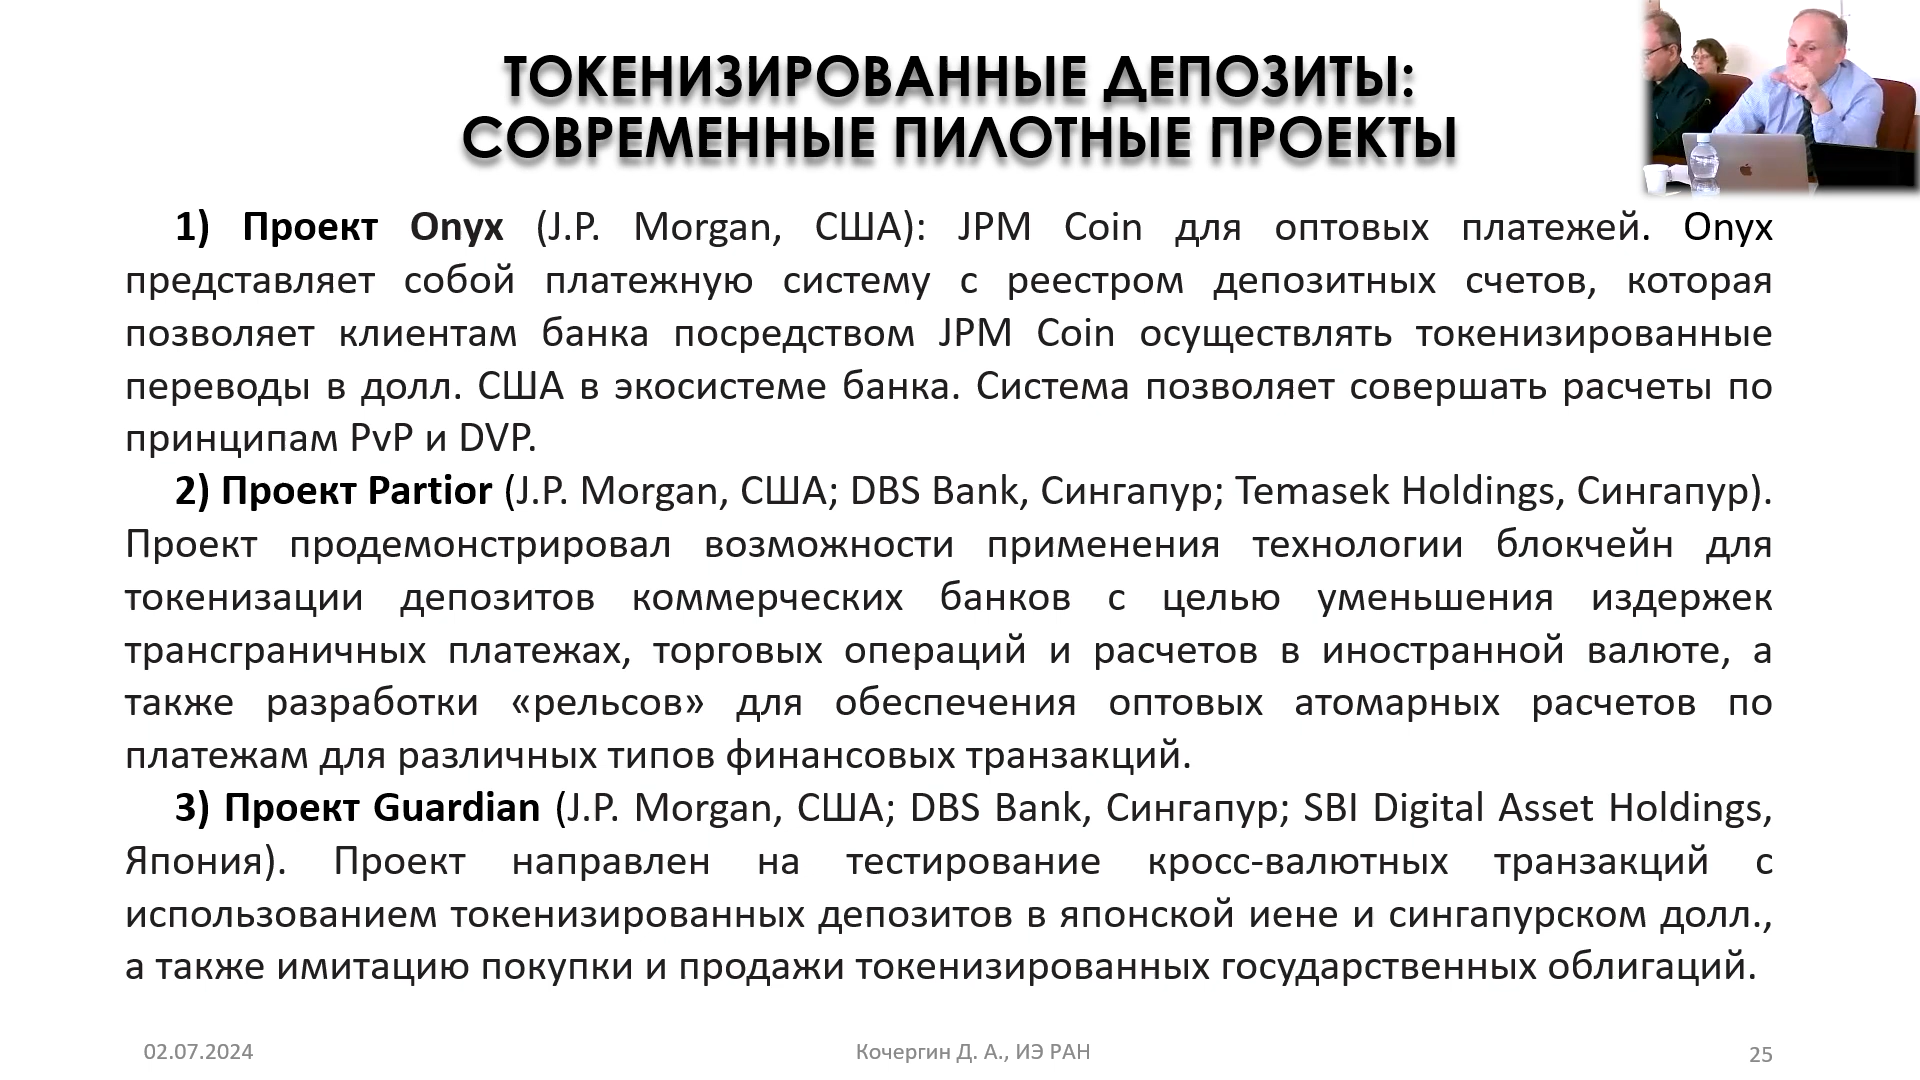 ТОКЕНИЗИРОВАННЫЕ ДЕПОЗИТЫ:
СОВРЕМЕННЫЕ ПИЛОТНЫЕ ПРОЕКТЫ
1) Проект Onyx (J.P. Morgan, США): JPM Coin для оптовых платежей. Onyx
представляет собой платежную систему с реестром депозитных счетов, которая
позволяет клиентам банка посредством JPM Coin осуществлять токенизированные
переводы в долл. США в экосистеме банка. Система позволяет совершать расчеты по
принципам PvP и DVP.
2) Проект Partior (J.P. Morgan, США; DBS Bank, Сингапур; Temasek Holdings, Сингапур).
Проект продемонстрировал возможности применения технологии блокчейн для
токенизации депозитов коммерческих банков с целью уменьшения издержек
трансграничных платежах, торговых операций и расчетов в иностранной валюте, а
также разработки «рельсов» для обеспечения оптовых атомарных расчетов по
платежам для различных типов финансовых транзакций.
3) Проект Guardian (J.P. Morgan, США; DBS Bank, Сингапур; SBI Digital Asset Holdings,
Япония). Проект направлен на тестирование кросс-валютных транзакций с
использованием токенизированных депозитов в японской иене и сингапурском долл.,
а также имитацию покупки и продажи токенизированных государственных облигаций.
02.07.2024
Кочергин Д. А., ИЭ РАН
25